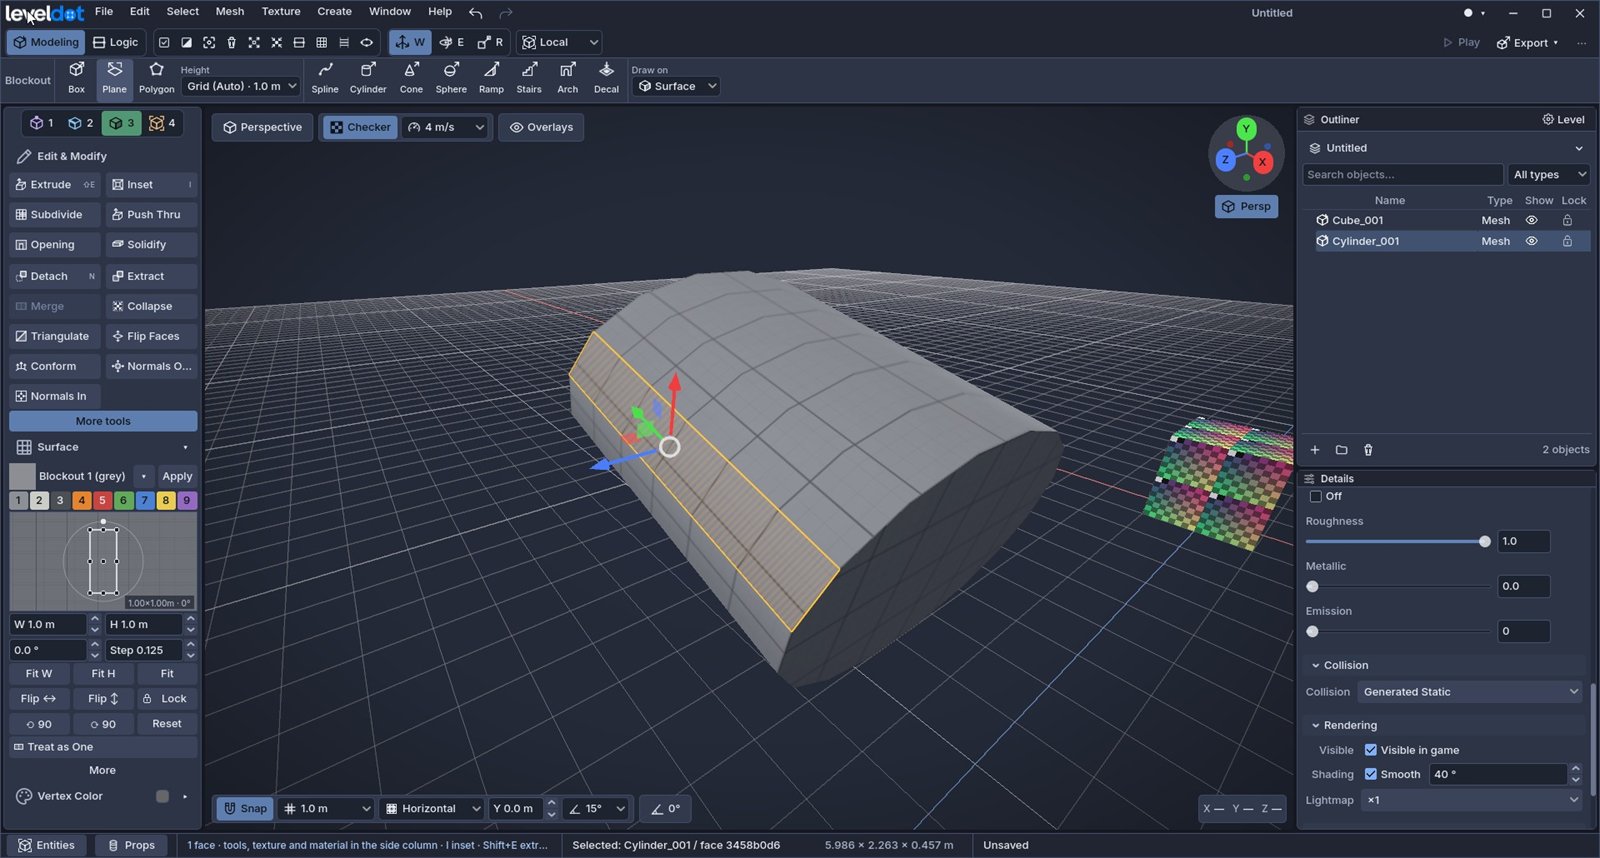 leveldot File Edit Select Mesh Texture Create Window Help Untitled
Modeling Logic W E R Local Play Export
Blockout Box Plane Polygon Height Grid (Auto) · 1.0 m Spline Cylinder Cone Sphere Ramp Stairs Arch Decal Draw on Surface
1 2 3 4
Edit & Modify
Extrude ⇧E Inset I
Subdivide Push Thru
Opening Solidify
Detach N Extract
Merge Collapse
Triangulate Flip Faces
Conform Normals O...
Normals In
More tools
Surface
Blockout 1 (grey) Apply
1 2 3 4 5 6 7 8 9
1.00×1.00m · 0°
W 1.0 m H 1.0 m
0.0 ° Step 0.125
Fit W Fit H Fit
Flip ↔ Flip ↕ Lock
⟲ 90 ⟳ 90 Reset
Treat as One
More
Vertex Color
Perspective Checker 4 m/s Overlays
Y
Z X
Persp
Snap 1.0 m Horizontal Y 0.0 m 15° 0°
X — Y — Z —
Outliner Level
Untitled
Search objects... All types
Name Type Show Lock
Cube_001 Mesh
Cylinder_001 Mesh
2 objects
Details
Off
Roughness
1.0
Metallic
0.0
Emission
0
Collision
Collision Generated Static
Rendering
Visible Visible in game
Shading Smooth 40 °
Lightmap ×1
Entities Props 1 face · tools, texture and material in the side column · I inset · Shift+E extr... Selected: Cylinder_001 / face 3458b0d6 5.986 × 2.263 × 0.457 m Unsaved